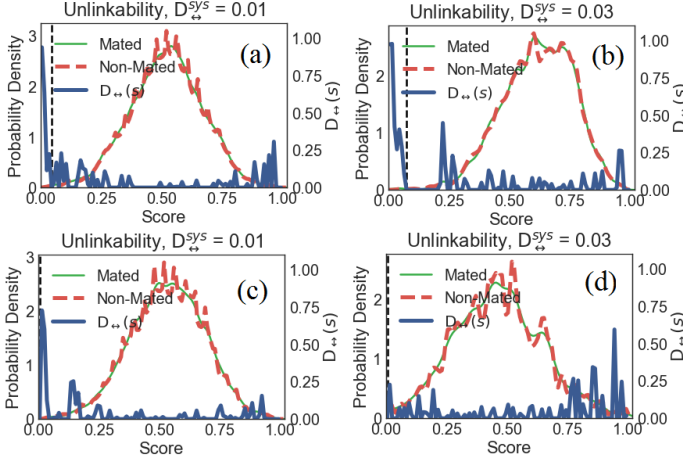 Unlinkability, D↔sys = 0.01
Unlinkability, D↔sys = 0.03
3
2
1
0
Probability Density
Mated
Non-Mated
D↔(s)
(a)
1.00
0.75
0.50
0.25
0.00
D↔(s)
0.00 0.25 0.50 0.75 1.00
Score
2
1
0
Probability Density
Mated
Non-Mated
D↔(s)
(b)
1.00
0.75
0.50
0.25
0.00
D↔(s)
0.00 0.25 0.50 0.75 1.00
Score
Unlinkability, D↔sys = 0.01
Unlinkability, D↔sys = 0.03
3
2
1
0
Probability Density
Mated
Non-Mated
D↔(s)
(c)
1.00
0.75
0.50
0.25
0.00
D↔(s)
0.00 0.25 0.50 0.75 1.00
Score
2
1
0
Probability Density
Mated
Non-Mated
D↔(s)
(d)
1.00
0.75
0.50
0.25
0.00
D↔(s)
0.00 0.25 0.50 0.75 1.00
Score